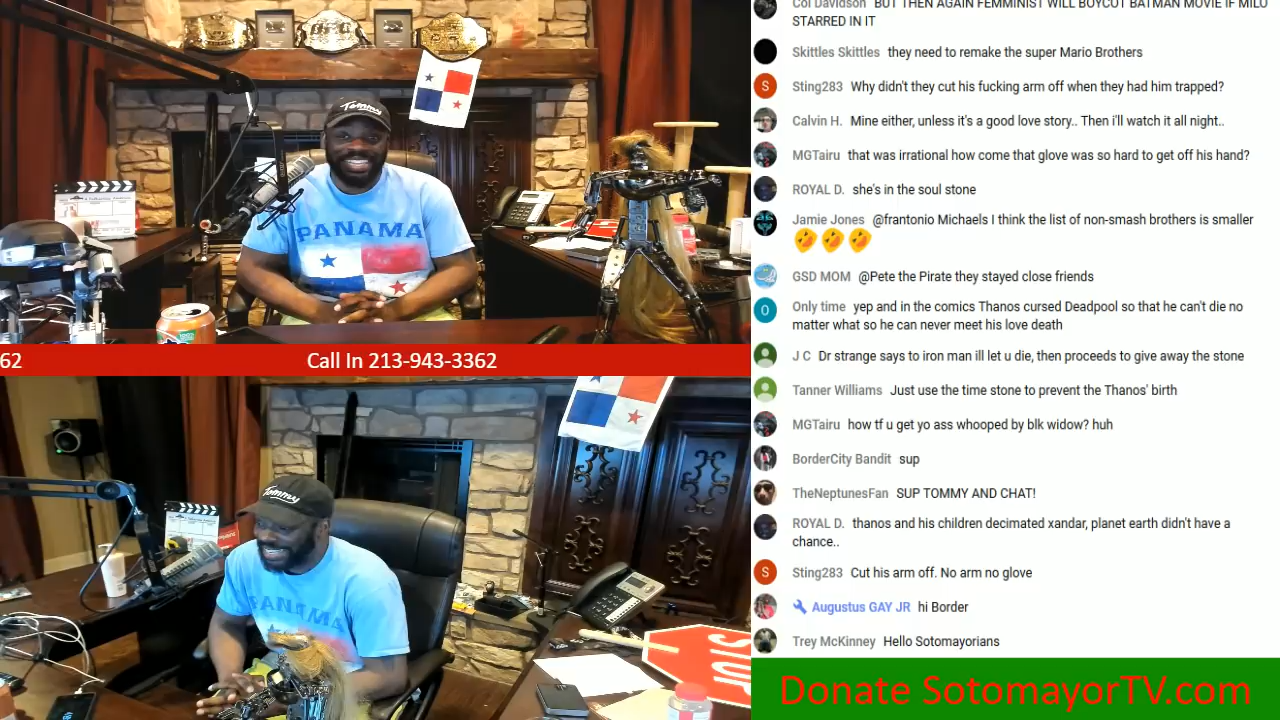 Tommy
PANAMA
62
Call In 213-943-3362
Tommy
PANAMA
STOP
Col Davidson BUT THEN AGAIN FEMMINIST WILL BOYCOT BATMAN MOVIE IF MILO
STARRED IN IT
Skittles Skittles they need to remake the super Mario Brothers
S
Sting283 Why didn't they cut his fucking arm off when they had him trapped?
Calvin H. Mine either, unless it's a good love story.. Then i'll watch it all night..
MGTairu that was irrational how come that glove was so hard to get off his hand?
ROYAL D. she's in the soul stone
Jamie Jones @frantonio Michaels I think the list of non-smash brothers is smaller
GSD MOM @Pete the Pirate they stayed close friends
O
Only time yep and in the comics Thanos cursed Deadpool so that he can't die no
matter what so he can never meet his love death
J C Dr strange says to iron man ill let u die, then proceeds to give away the stone
Tanner Williams Just use the time stone to prevent the Thanos' birth
MGTairu how tf u get yo ass whooped by blk widow? huh
BorderCity Bandit sup
TheNeptunesFan SUP TOMMY AND CHAT!
ROYAL D. thanos and his children decimated xandar, planet earth didn't have a
chance..
S
Sting283 Cut his arm off. No arm no glove
Augustus GAY JR hi Border
Trey McKinney Hello Sotomayorians
Donate SotomayorTV.com